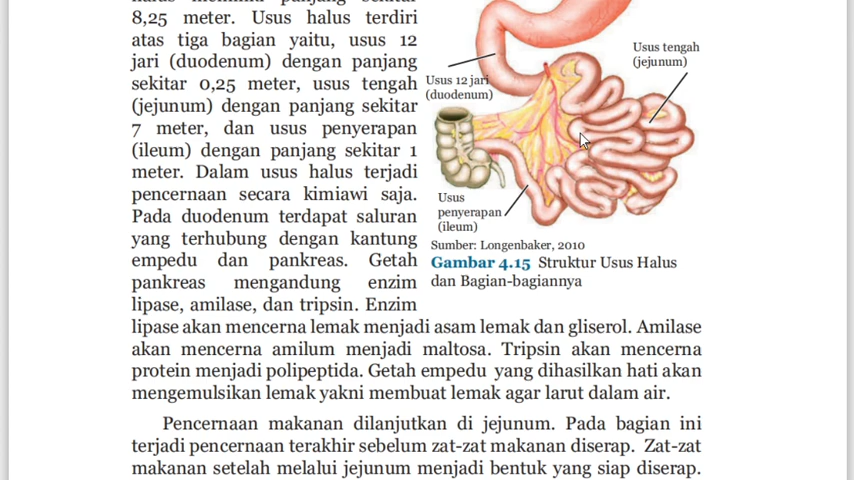 8,25 meter. Usus halus terdiri
atas tiga bagian yaitu, usus 12
jari (duodenum) dengan panjang
sekitar 0,25 meter, usus tengah
(jejunum) dengan panjang sekitar
7 meter, dan usus penyerapan
(ileum) dengan panjang sekitar 1
meter. Dalam usus halus terjadi
pencernaan secara kimiawi saja.
Pada duodenum terdapat saluran
yang terhubung dengan kantung
empedu dan pankreas. Getah
pankreas mengandung enzim
lipase, amilase, dan tripsin. Enzim
lipase akan mencerna lemak menjadi asam lemak dan gliserol. Amilase
akan mencerna amilum menjadi maltosa. Tripsin akan mencerna
protein menjadi polipeptida. Getah empedu yang dihasilkan hati akan
mengemulsikan lemak yakni membuat lemak agar larut dalam air.
Usus tengah
(jejunum)
Usus 12 jari
(duodenum)
Usus
penyerapan
(ileum)
Sumber: Longenbaker, 2010
Gambar 4.15 Struktur Usus Halus
dan Bagian-bagiannya
Pencernaan makanan dilanjutkan di jejunum. Pada bagian ini
terjadi pencernaan terakhir sebelum zat-zat makanan diserap. Zat-zat
makanan setelah melalui jejunum menjadi bentuk yang siap diserap.